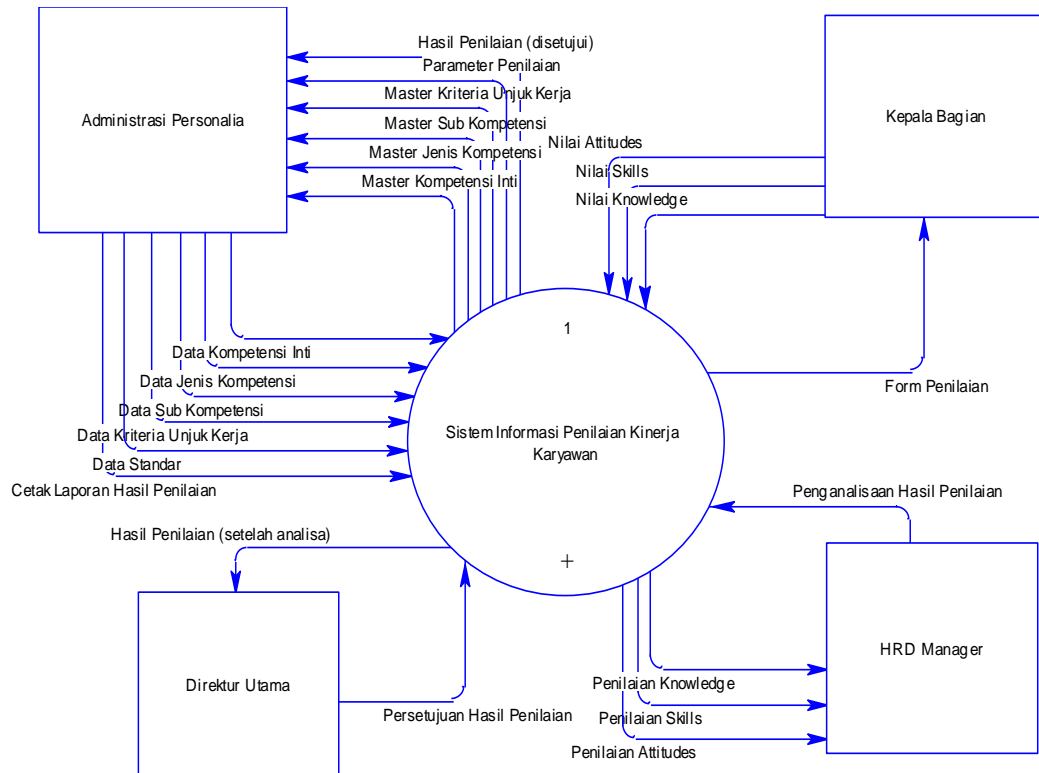 Hasil Penilaian (disetujui)
Parameter Penilaian
Master Kriteria Unjuk Kerja
Master Sub Kompetensi
Master Jenis Kompetensi
Master Kompetensi Inti
Administrasi Personalia
Kepala Bagian
Nilai Attitudes
Nilai Skills
Nilai Knowledge
1
Data Kompetensi Inti
Data Jenis Kompetensi
Data Sub Kompetensi
Data Kriteria Unjuk Kerja
Data Standar
Cetak Laporan Hasil Penilaian
Form Penilaian
Sistem Informasi Penilaian Kinerja
Karyawan
+
Penganalisaan Hasil Penilaian
Hasil Penilaian (setelah analisa)
HRD Manager
Direktur Utama
Penilaian Knowledge
Persetujuan Hasil Penilaian
Penilaian Skills
Penilaian Attitudes